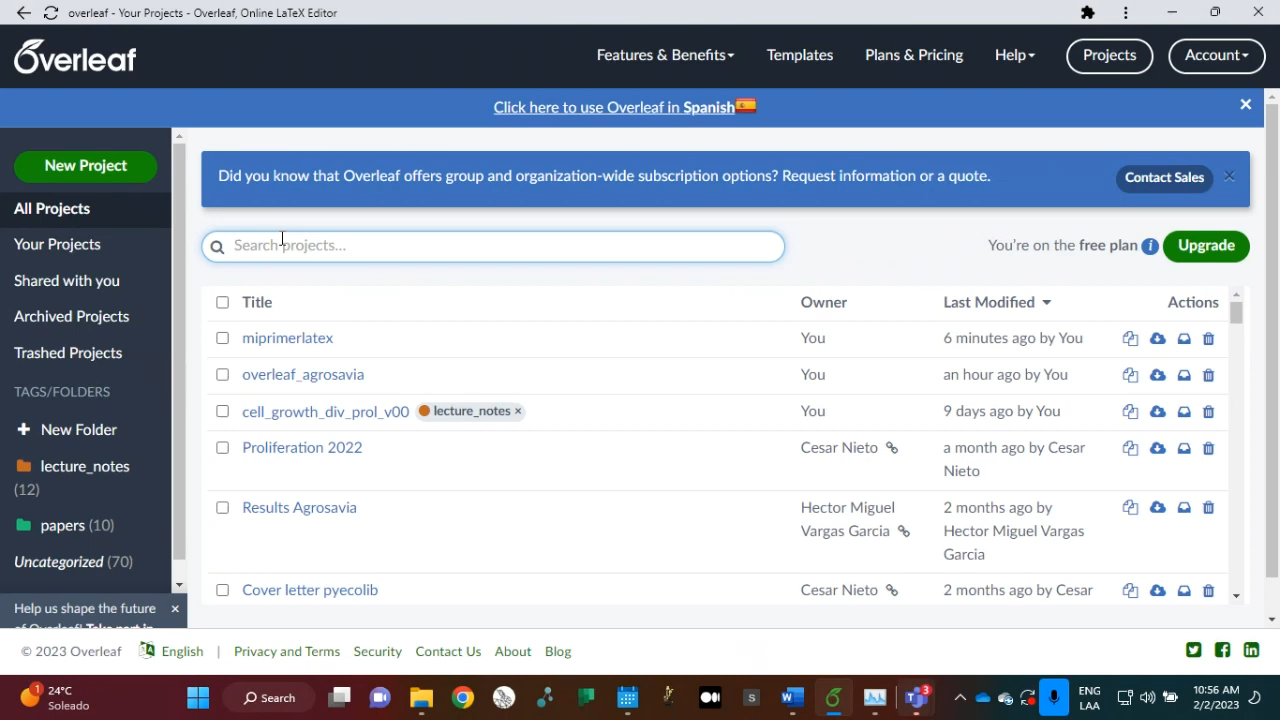 overleaf - Your Projects - Overleaf, Online LaTeX Editor
Overleaf
Features & Benefits
Templates
Plans & Pricing
Help
Projects
Account
Click here to use Overleaf in Spanish
New Project
All Projects
Your Projects
Shared with you
Archived Projects
Trashed Projects
TAGS/FOLDERS
+ New Folder
lecture_notes
(12)
papers (10)
Uncategorized (70)
Help us shape the future
Did you know that Overleaf offers group and organization-wide subscription options? Request information or a quote.
Contact Sales
Search projects...
You're on the free plan
Upgrade
Title Owner Last Modified Actions
miprimerlatex You 6 minutes ago by You
overleaf_agrosavia You an hour ago by You
cell_growth_div_prol_v00 lecture_notes × You 9 days ago by You
Proliferation 2022 Cesar Nieto a month ago by Cesar
Nieto
Results Agrosavia Hector Miguel 2 months ago by
Vargas Garcia Hector Miguel Vargas
Garcia
Cover letter pyecolib Cesar Nieto 2 months ago by Cesar
© 2023 Overleaf
English
|
Privacy and Terms
Security
Contact Us
About
Blog
1
24°C
Soleado
Search
S
3
ENG
LAA
10:56 AM
2/2/2023